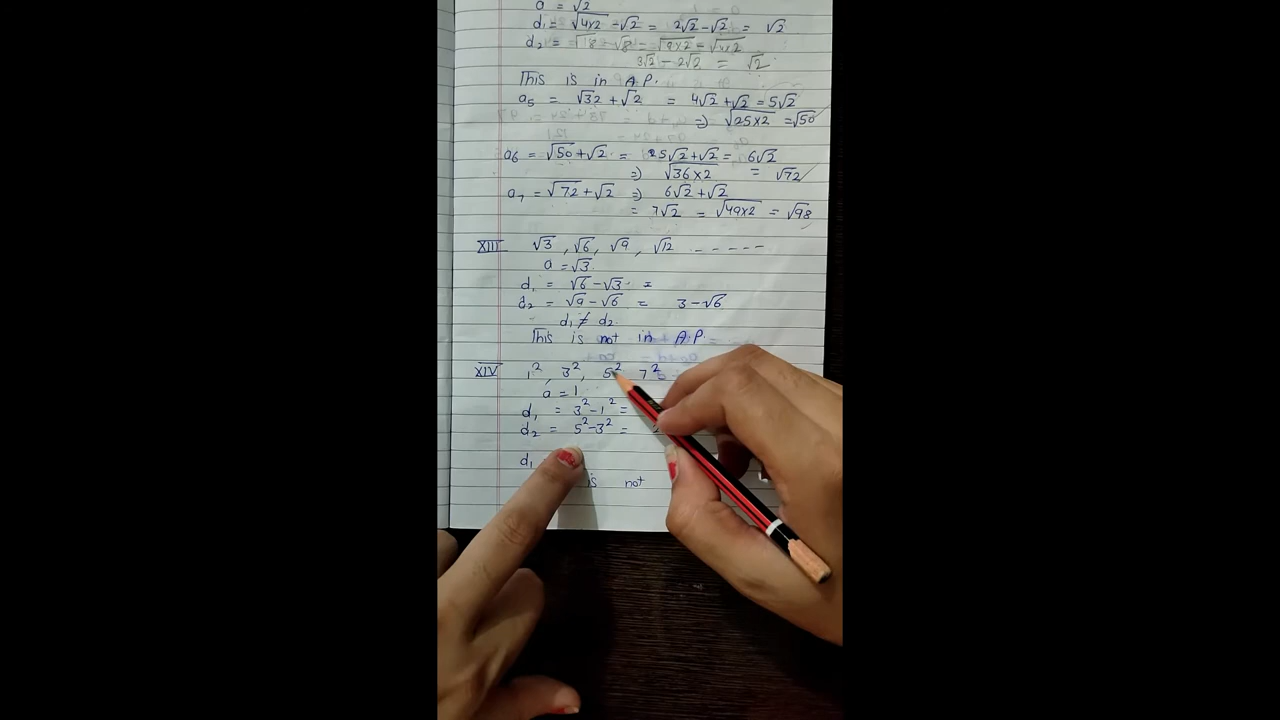 a = √2
d₁ = √4×2 - √2 = 2√2 - √2 = √2
d₂ = √18 - √8 = √9×2 - √4×2
3√2 - 2√2 = √2
This is in A.P.
a₅ = √32 + √2 = 4√2 + √2 = 5√2
=) √25×2 = √50
a₆ = √50 + √2 = 5√2 + √2 = 6√2
=) √36×2 = √72
a₇ = √72 + √2 =) 6√2 + √2
= 7√2 = √49×2 = √98
XIII √3, √6, √9, √12 - - - - -
a = √3
d₁ = √6 - √3 =
d₂ = √9 - √6 = 3 - √6
d₁ ≠ d₂
This is not in A.P.
XIV 1², 3², 5², 7²
a = 1
d₁ = 3² - 1² =
d₂ = 5² - 3² =
d₁
is not